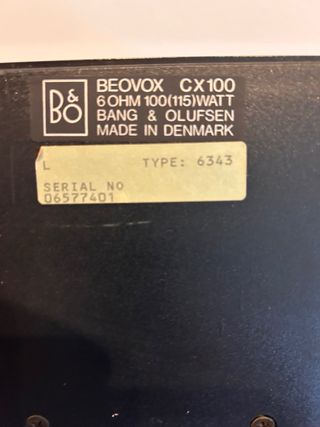 B&O
BEOVOX CX100
6 OHM 100(115)WATT
BANG & OLUFSEN
MADE IN DENMARK
L TYPE: 6343
SERIAL NO
06577401